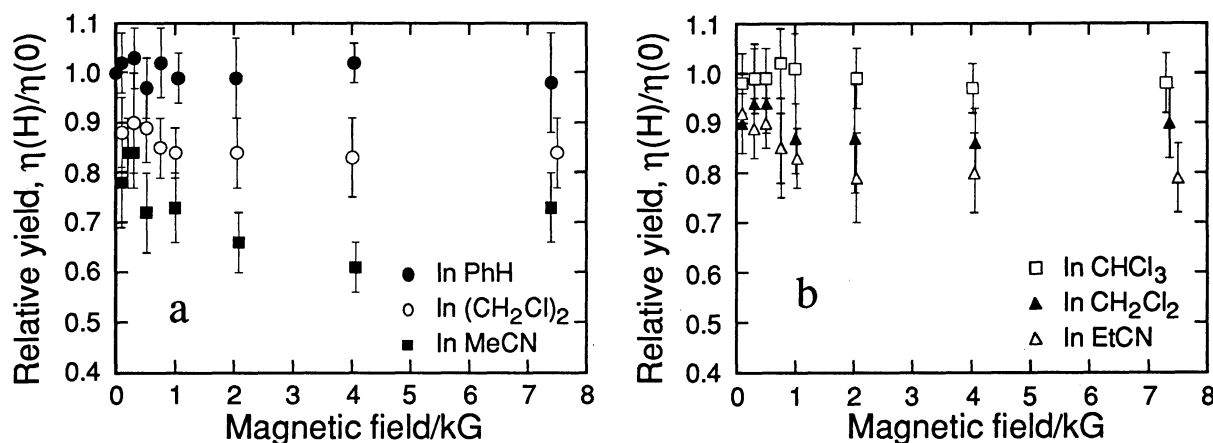 Relative yield, η(H)/η(0)
1.1
1.0
0.9
0.8
0.7
0.6
0.5
0.4
a
In PhH
In (CH₂Cl)₂
In MeCN
0 1 2 3 4 5 6 7 8
Magnetic field/kG
Relative yield, η(H)/η(0)
1.1
1.0
0.9
0.8
0.7
0.6
0.5
0.4
b
In CHCl₃
In CH₂Cl₂
In EtCN
0 1 2 3 4 5 6 7 8
Magnetic field/kG